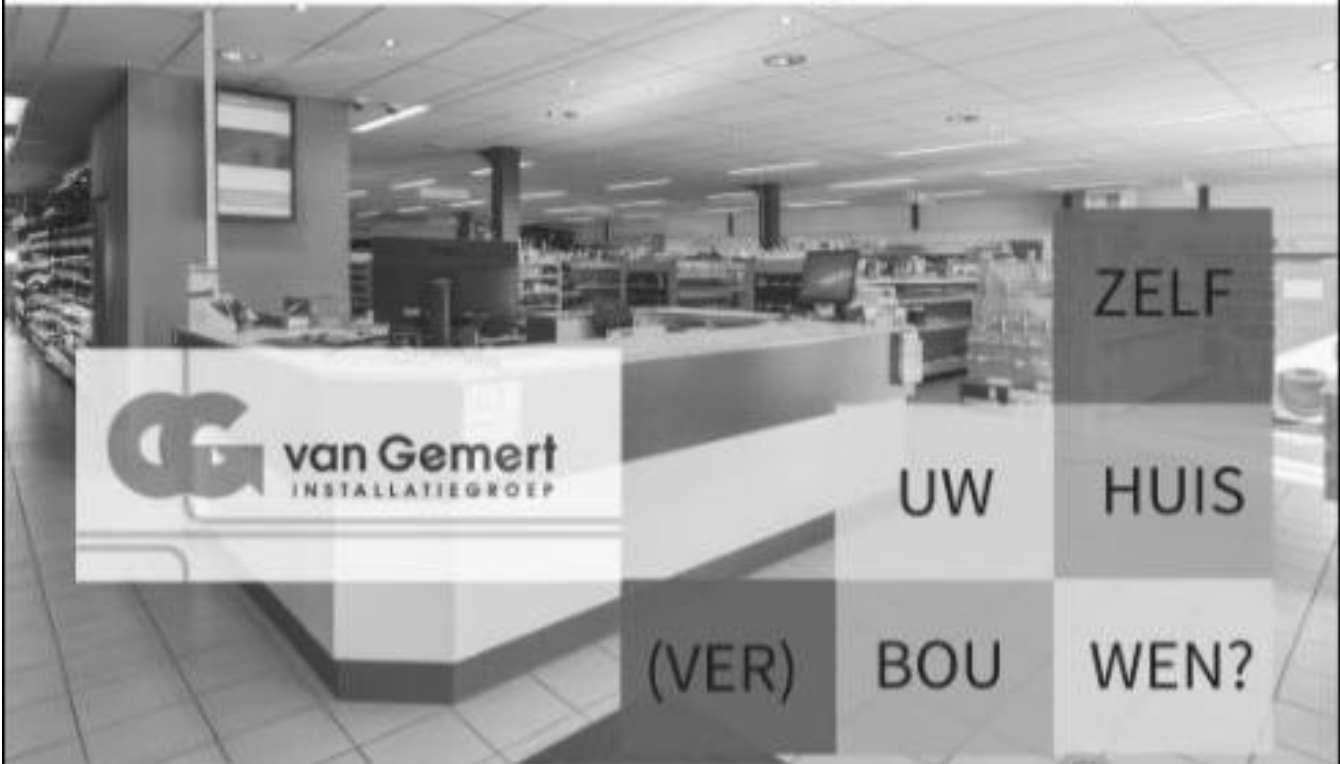 van Gemert
INSTALLATIEGROEP
ZELF
UW HUIS
(VER) BOU WEN?